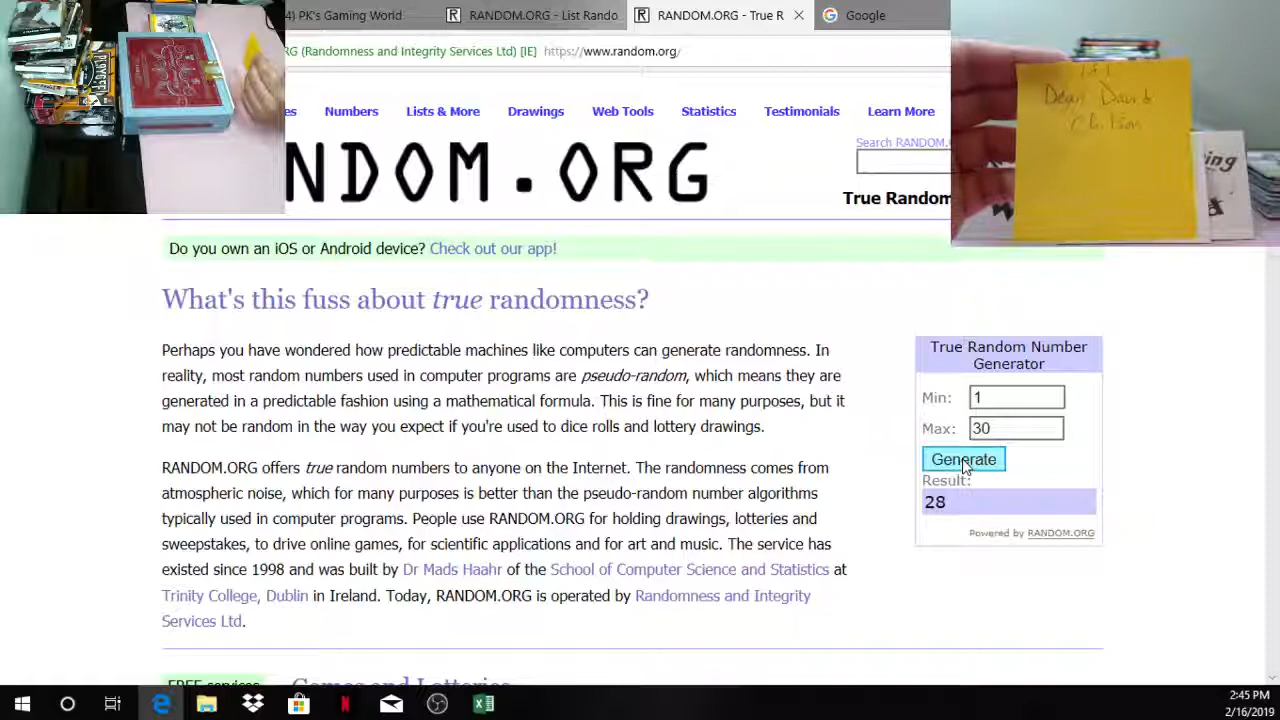 4) PK's Gaming World
RANDOM.ORG - List Rando
RANDOM.ORG - True R
Google
RG (Randomness and Integrity Services Ltd) [IE]
https://www.random.org/
es
Numbers
Lists & More
Drawings
Web Tools
Statistics
Testimonials
Learn More
Search RANDOM.O
NDOM.ORG
True Random
Do you own an iOS or Android device? Check out our app!
What's this fuss about true randomness?
Perhaps you have wondered how predictable machines like computers can generate randomness. In
reality, most random numbers used in computer programs are pseudo-random, which means they are
generated in a predictable fashion using a mathematical formula. This is fine for many purposes, but it
may not be random in the way you expect if you're used to dice rolls and lottery drawings.
RANDOM.ORG offers true random numbers to anyone on the Internet. The randomness comes from
atmospheric noise, which for many purposes is better than the pseudo-random number algorithms
typically used in computer programs. People use RANDOM.ORG for holding drawings, lotteries and
sweepstakes, to drive online games, for scientific applications and for art and music. The service has
existed since 1998 and was built by Dr Mads Haahr of the School of Computer Science and Statistics at
Trinity College, Dublin in Ireland. Today, RANDOM.ORG is operated by Randomness and Integrity
Services Ltd.
True Random Number
Generator
Min: 1
Max: 30
Generate
Result:
28
Powered by RANDOM.ORG
FREE services
Games and Lotteries
David
2:45 PM
2/16/2019